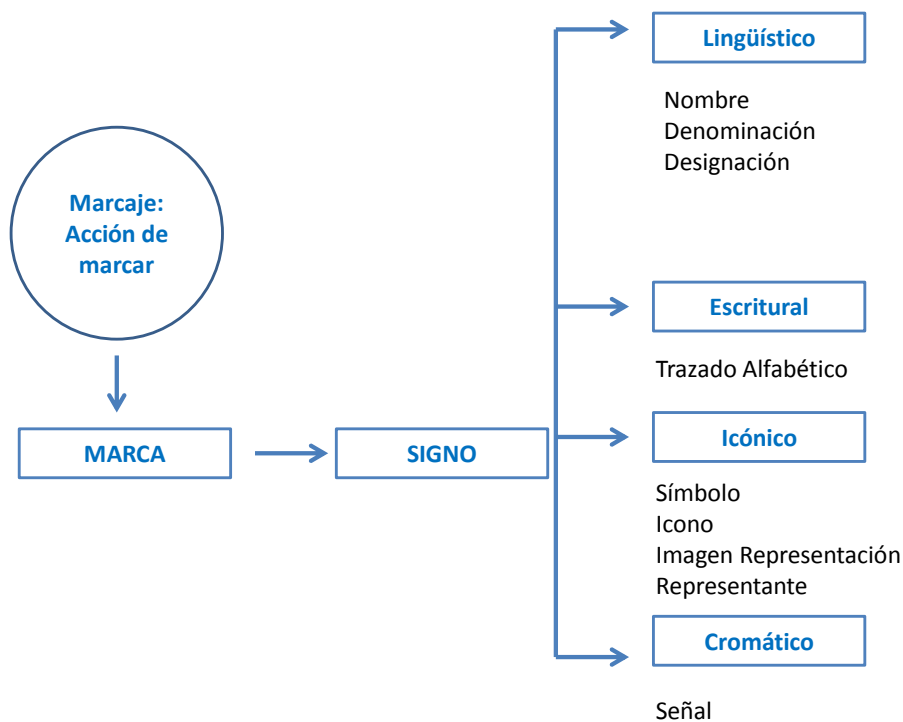 Marcaje:
Acción de
marcar
MARCA
SIGNO
Lingüístico
Nombre
Denominación
Designación
Escritural
Trazado Alfabético
Icónico
Símbolo
Icono
Imagen Representación
Representante
Cromático
Señal